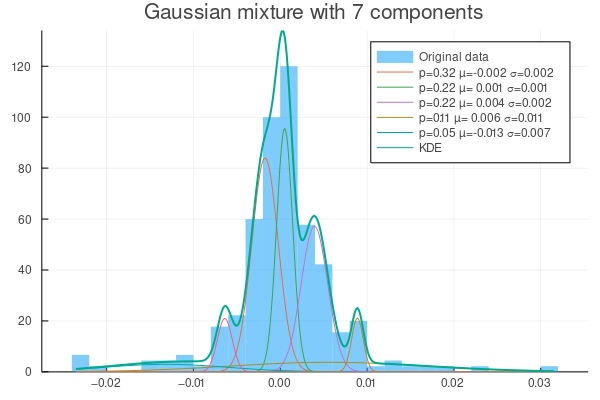 Gaussian mixture with 7 components
120
100
80
60
40
20
0
−0.02
−0.01
0.00
0.01
0.02
0.03
Original data
p=0.32 μ=-0.002 σ=0.002
p=0.22 μ= 0.001 σ=0.001
p=0.22 μ= 0.004 σ=0.002
p=0.11 μ= 0.006 σ=0.011
p=0.05 μ=-0.013 σ=0.007
KDE